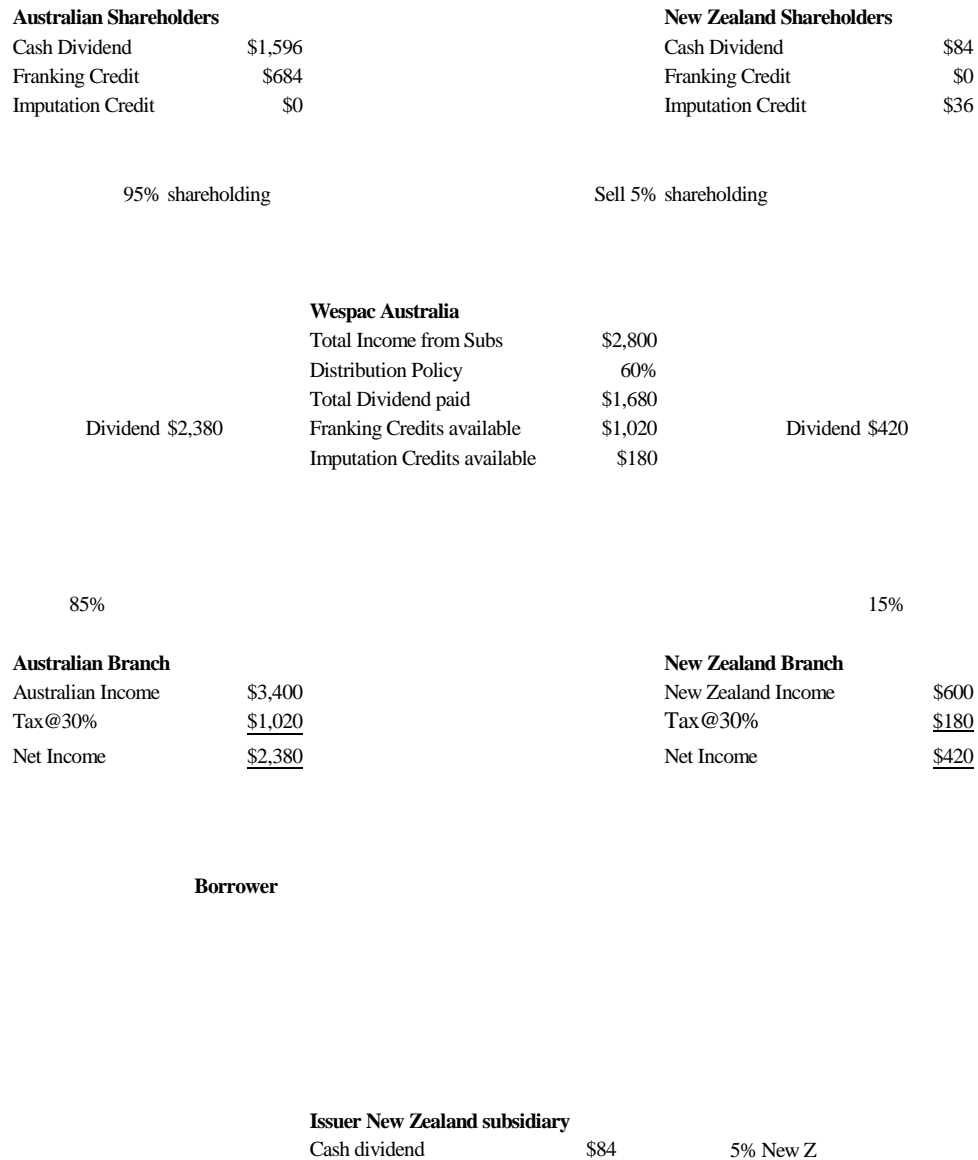 Australian Shareholders New Zealand Shareholders
Cash Dividend $1,596 Cash Dividend $84
Franking Credit $684 Franking Credit $0
Imputation Credit $0 Imputation Credit $36
95% shareholding Sell 5% shareholding
Wespac Australia
Total Income from Subs $2,800
Distribution Policy 60%
Total Dividend paid $1,680
Dividend $2,380 Franking Credits available $1,020 Dividend $420
Imputation Credits available $180
85% 15%
Australian Branch New Zealand Branch
Australian Income $3,400 New Zealand Income $600
Tax@30% $1,020 Tax@30% $180
Net Income $2,380 Net Income $420
Borrower
Issuer New Zealand subsidiary
Cash dividend $84 5% New Z